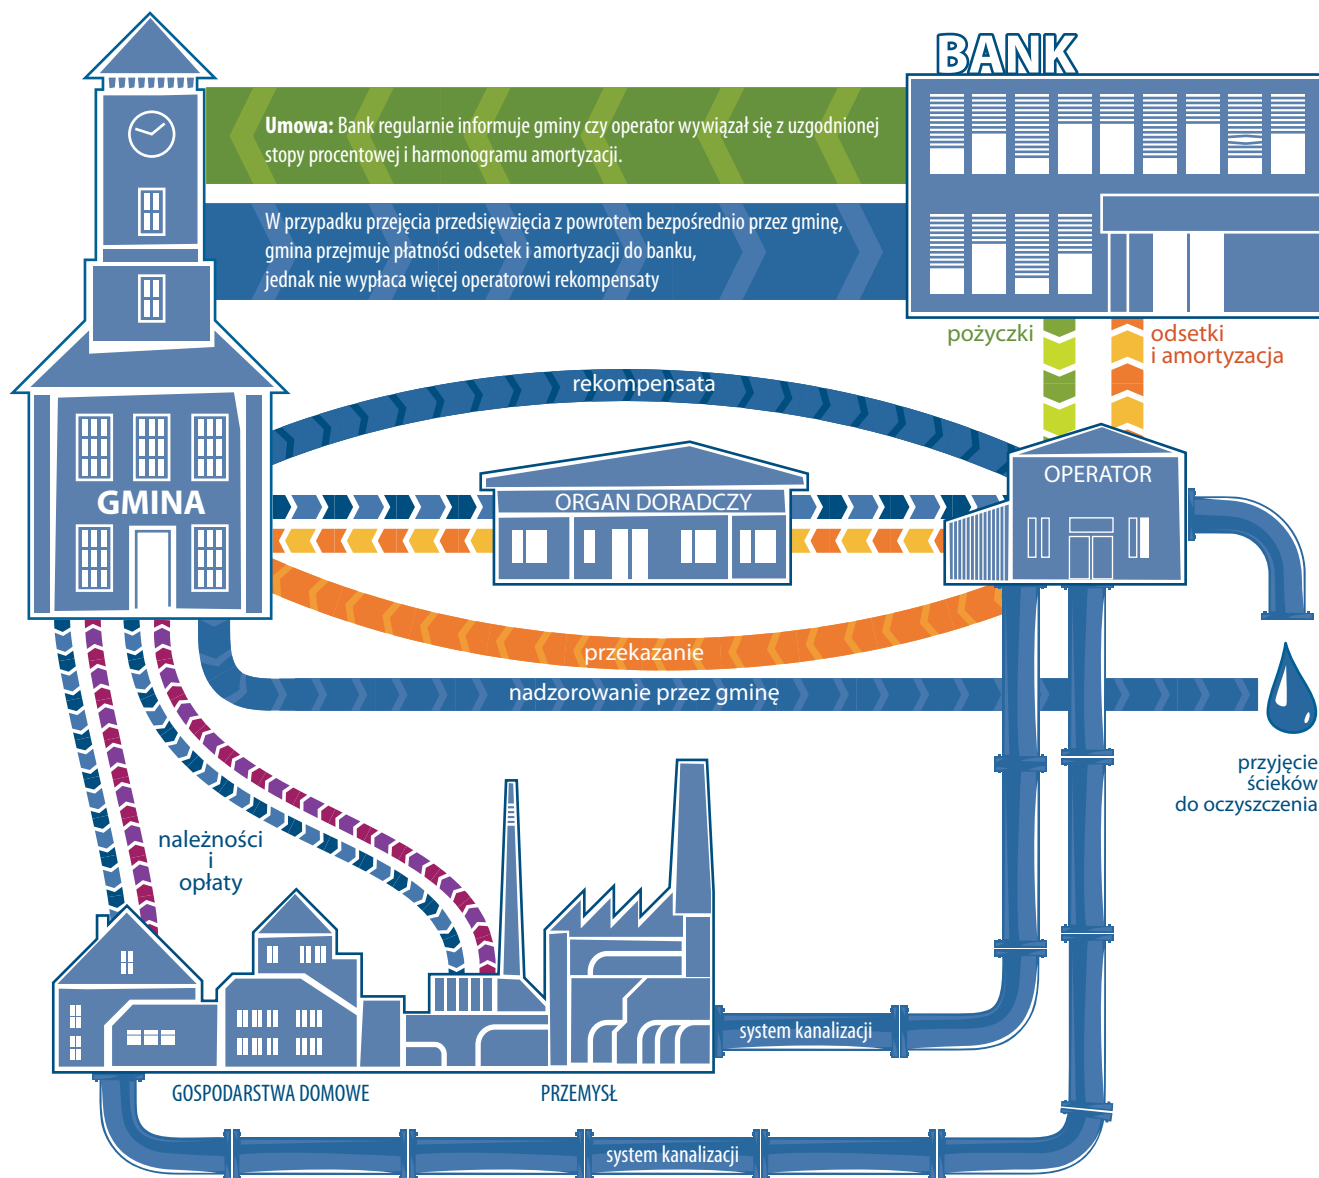 BANK
Umowa: Bank regularnie informuje gminy czy operator wywiązał się z uzgodnionej
stopy procentowej i harmonogramu amortyzacji.
W przypadku przejęcia przedsięwzięcia z powrotem bezpośrednio przez gminę,
gmina przejmuje płatności odsetek i amortyzacji do banku,
jednak nie wypłaca więcej operatorowi rekompensaty
pożyczki
odsetki
i amortyzacja
rekompensata
GMINA
ORGAN DORADCZY
OPERATOR
przekazanie
nadzorowanie przez gminę
przyjęcie
ścieków
do oczyszczenia
należności
i
opłaty
system kanalizacji
GOSPODARSTWA DOMOWE
PRZEMYSŁ
system kanalizacji